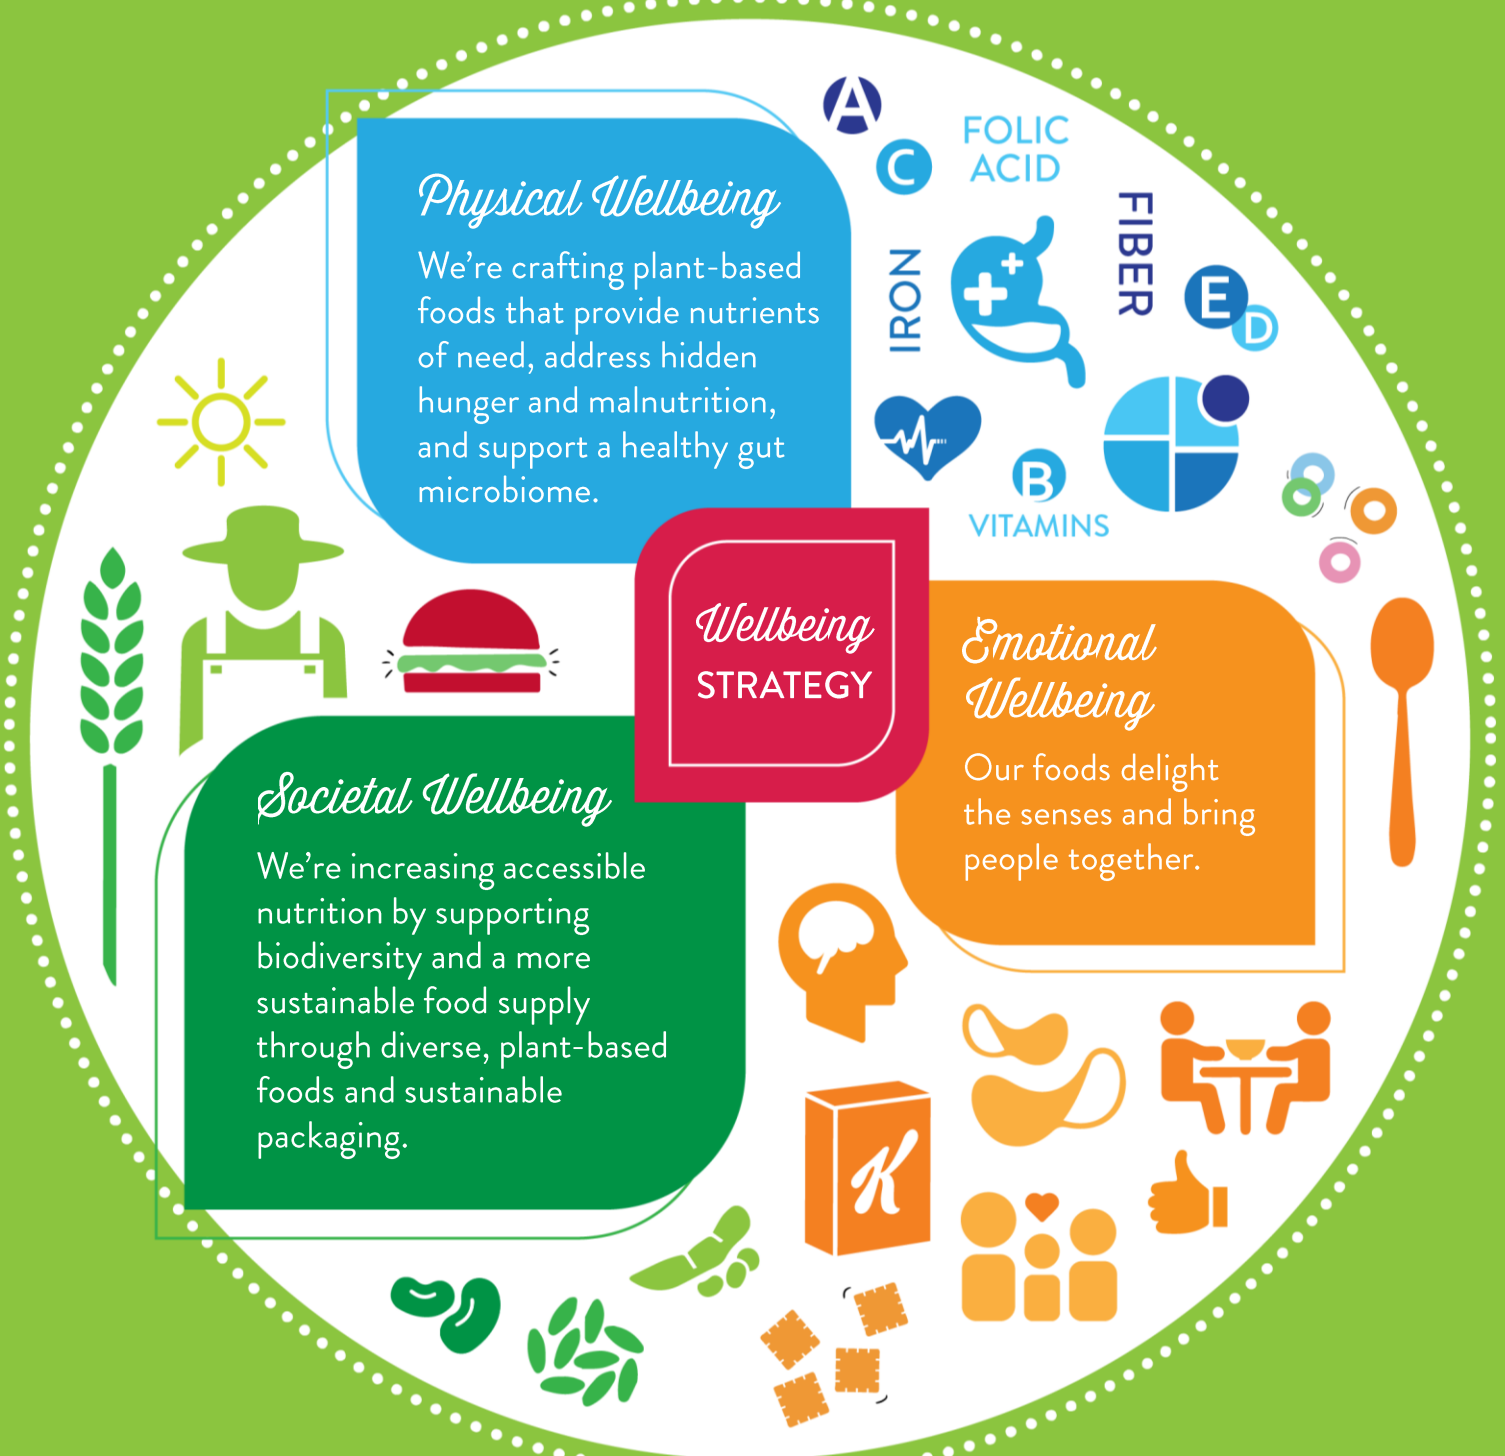 Physical Wellbeing
We're crafting plant-based
foods that provide nutrients
of need, address hidden
hunger and malnutrition,
and support a healthy gut
microbiome.
A
C
FOLIC
ACID
IRON
FIBER
E
D
B
VITAMINS
Wellbeing
STRATEGY
Emotional
Wellbeing
Our foods delight
the senses and bring
people together.
Societal Wellbeing
We're increasing accessible
nutrition by supporting
biodiversity and a more
sustainable food supply
through diverse, plant-based
foods and sustainable
packaging.
K